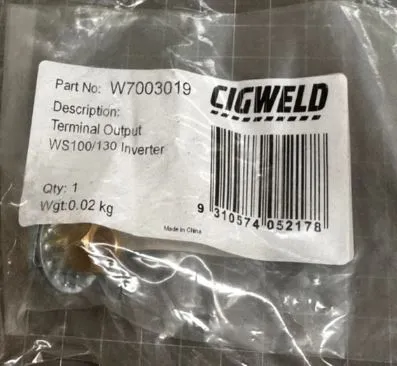 Part No: W7003019
CIGWELD
Description:
Terminal Output
WS100/130 Inverter
Qty: 1
Wgt:0.02 kg
9 310574 052178
Made in China